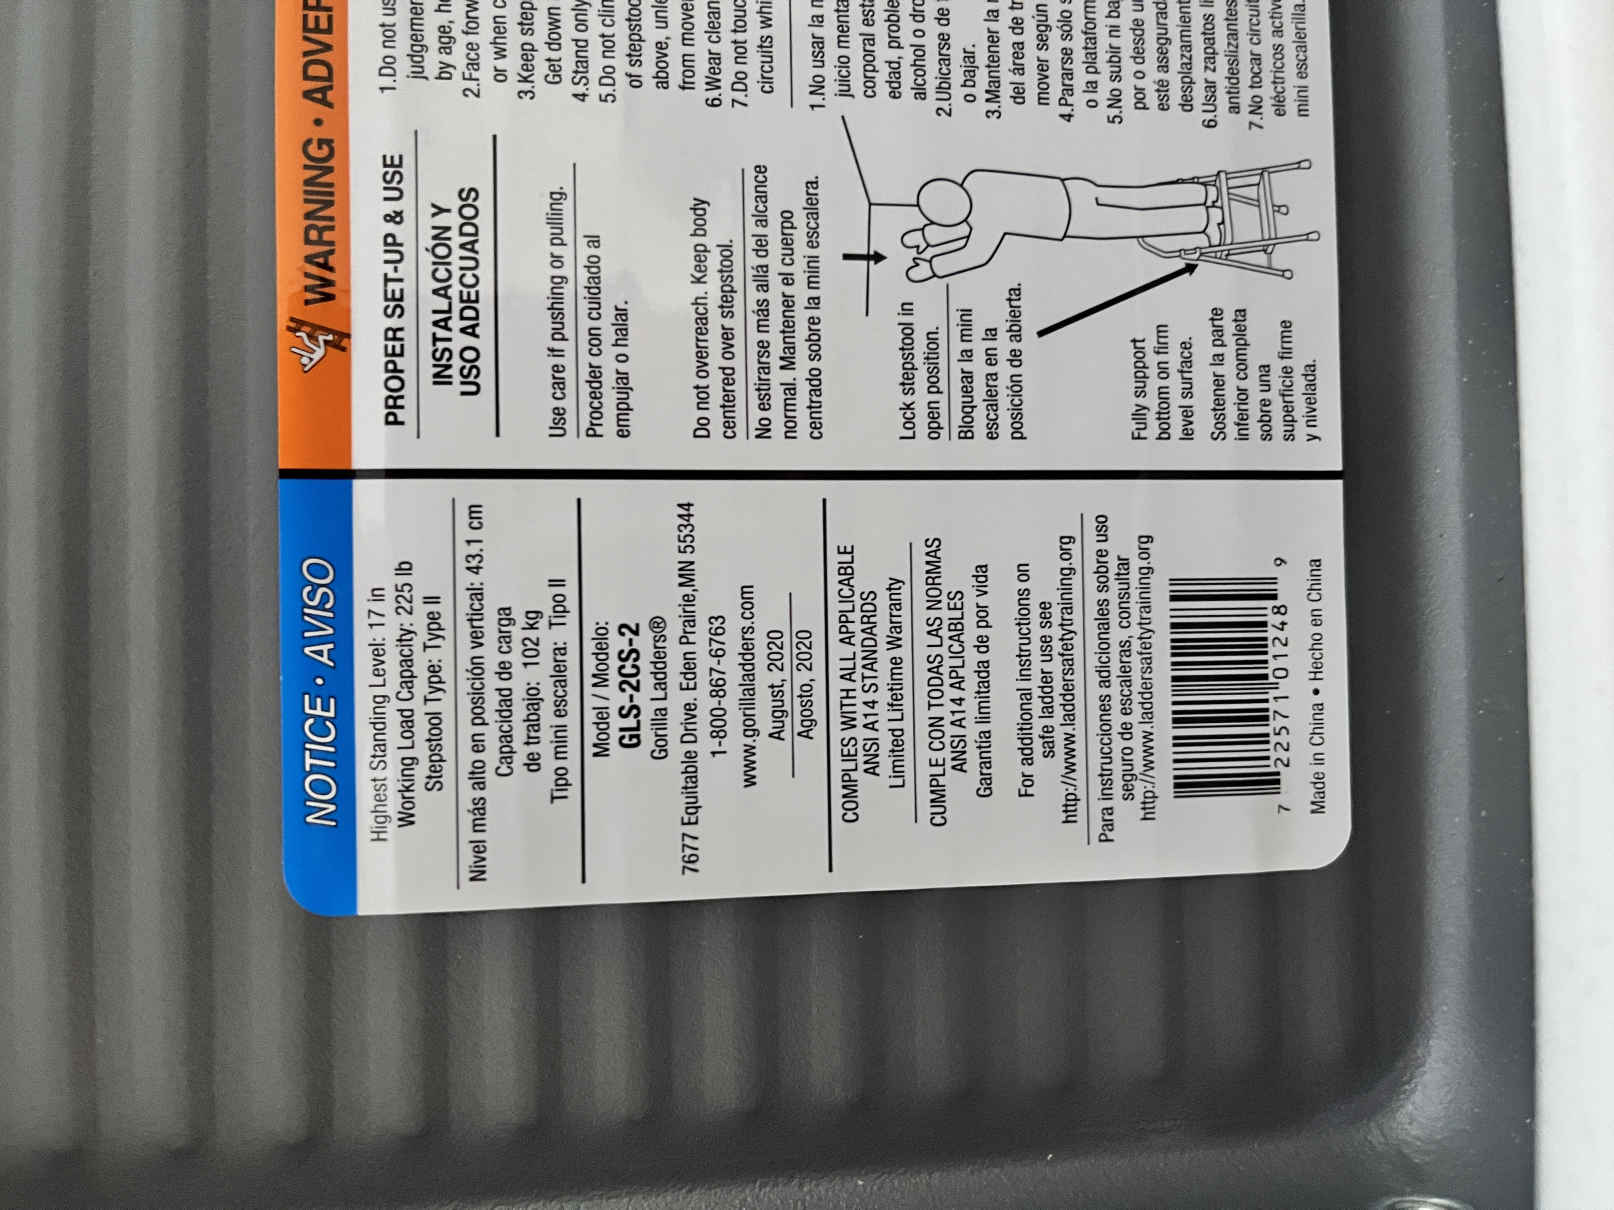 NOTICE • AVISO
Highest Standing Level: 17 in
Working Load Capacity: 225 lb
Stepstool Type: Type II
Nivel más alto en posición vertical: 43.1 cm
Capacidad de carga
de trabajo: 102 kg
Tipo mini escalera: Tipo II
Model / Modelo:
GLS-2CS-2
Gorilla Ladders®
7677 Equitable Drive. Eden Prairie,MN 55344
1-800-867-6763
www.gorillaladders.com
August, 2020
Agosto, 2020
COMPLIES WITH ALL APPLICABLE
ANSI A14 STANDARDS
Limited Lifetime Warranty
CUMPLE CON TODAS LAS NORMAS
ANSI A14 APLICABLES
Garantía limitada de por vida
For additional instructions on
safe ladder use see
http://www.laddersafetytraining.org
Para instrucciones adicionales sobre uso
seguro de escaleras, consultar
http://www.laddersafetytraining.org
7 22571 01248 9
Made in China • Hecho en China
WARNING • ADVER
PROPER SET-UP & USE
INSTALACIÓN Y
USO ADECUADOS
Use care if pushing or pulling.
Proceder con cuidado al
empujar o halar.
Do not overreach. Keep body
centered over stepstool.
No estirarse más allá del alcance
normal. Mantener el cuerpo
centrado sobre la mini escalera.
Lock stepstool in
open position.
Bloquear la mini
escalera en la
posición de abierta.
Fully support
bottom on firm
level surface.
Sostener la parte
inferior completa
sobre una
superficie firme
y nivelada.
1.Do not us
judgemer
by age, he
2.Face forw
or when c
3.Keep step
Get down
4.Stand only
5.Do not clin
of stepstoo
above, unle
from move
6.Wear clean
7.Do not touc
circuits whi
1.No usar la m
juicio menta
corporal esta
edad, proble
alcohol o dro
2.Ubicarse de
o bajar.
3.Mantener la
del área de tr
mover según
4.Pararse sólo s
o la plataform
5.No subir ni ba
por o desde u
esté asegurad
desplazamient
6.Usar zapatos li
antideslizantes
7.No tocar circuit
eléctricos active
mini escalerilla.